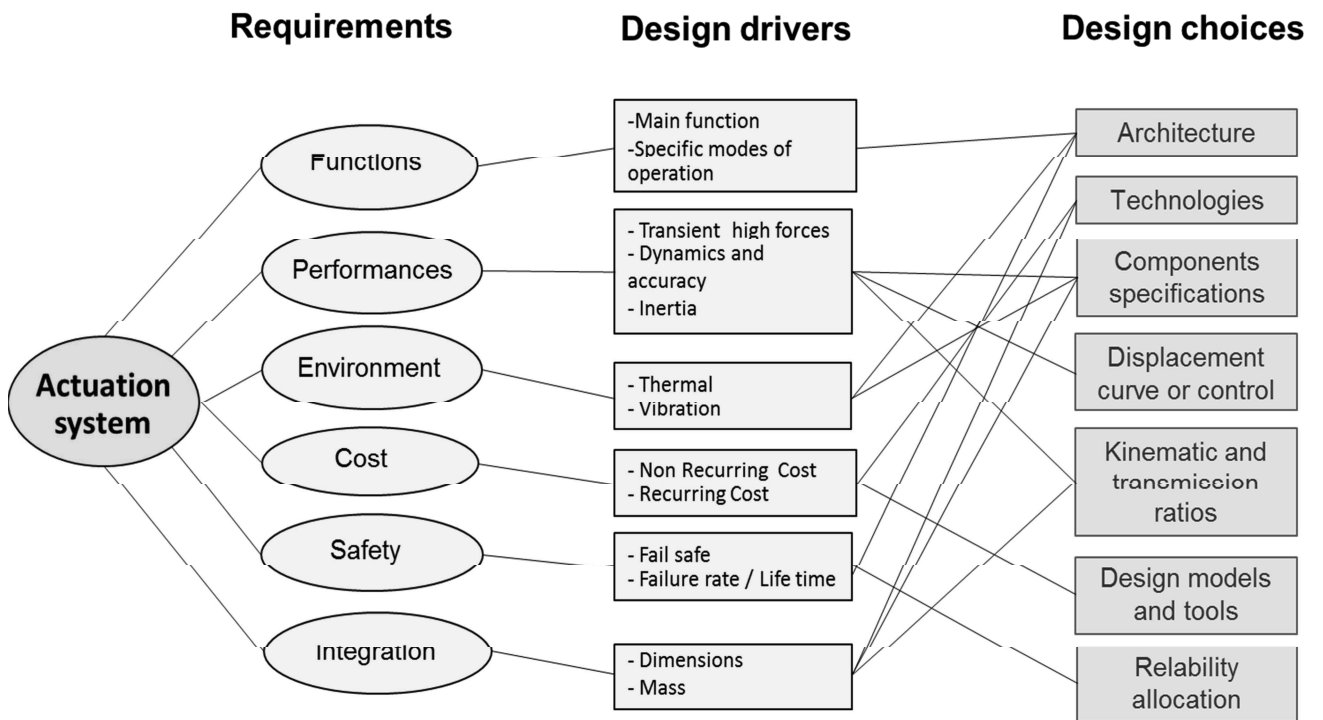 Requirements
Design drivers
Design choices
Actuation
system
Functions
Performances
Environment
Cost
Safety
Integration
-Main function
-Specific modes of
operation
- Transient high forces
- Dynamics and
accuracy
- Inertia
- Thermal
- Vibration
- Non Recurring Cost
- Recurring Cost
- Fail safe
- Failure rate / Life time
- Dimensions
- Mass
Architecture
Technologies
Components
specifications
Displacement
curve or control
Kinematic and
transmission
ratios
Design models
and tools
Relability
allocation